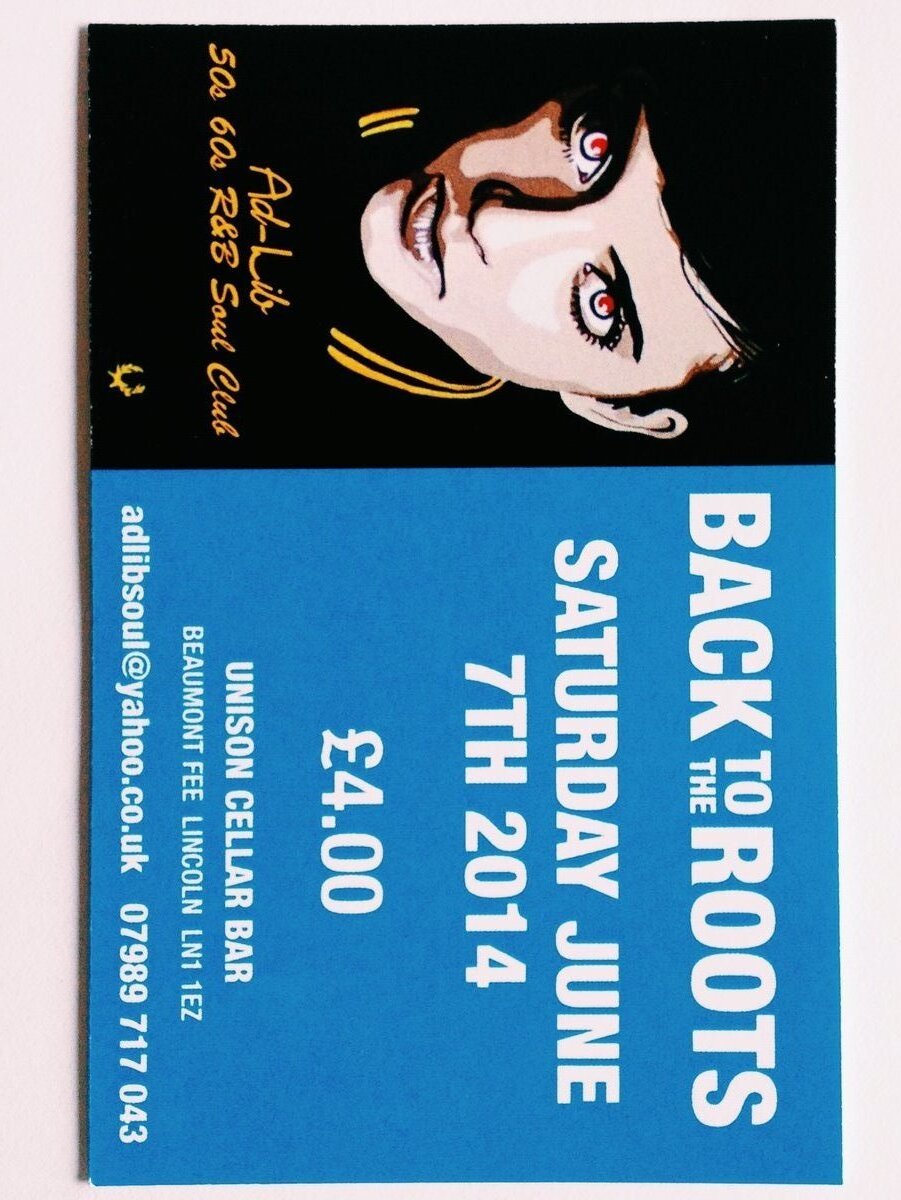 BACK TO THE ROOTS
SATURDAY JUNE
7TH 2014
£4.00
UNISON CELLAR BAR
BEAUMONT FEE LINCOLN LN1 1EZ
adlibsoul@yahoo.co.uk 07989 717 043
Ad-Lib
50s 60s R&B Soul Club